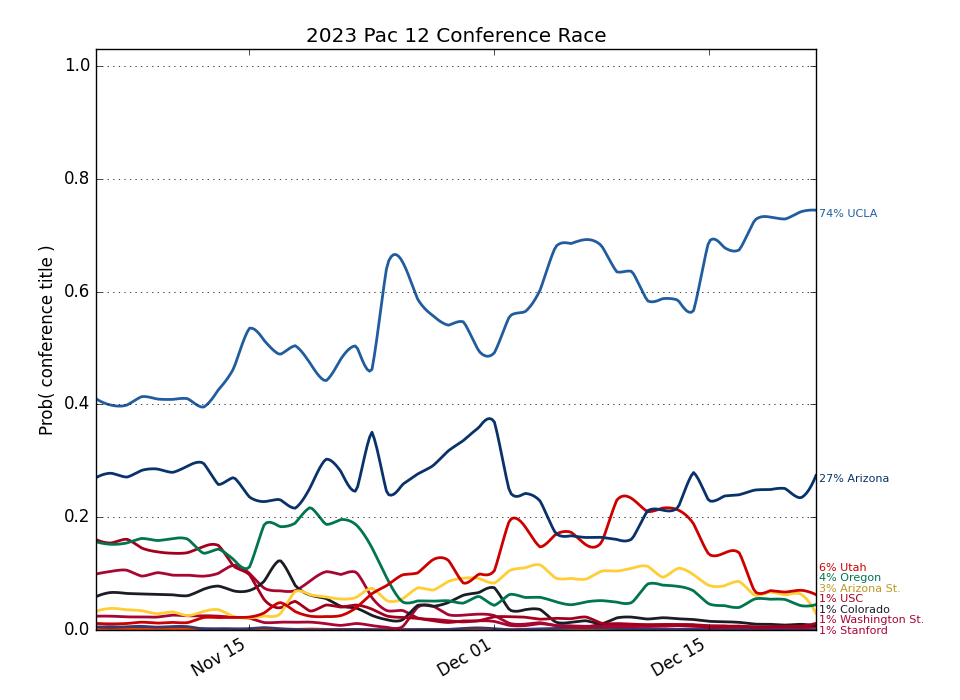 2023 Pac 12 Conference Race
Prob( conference title )
1.0
0.8
0.6
0.4
0.2
0.0
Nov 15
Dec 01
Dec 15
74% UCLA
27% Arizona
6% Utah
4% Oregon
3% Arizona St.
1% USC
1% Colorado
1% Washington St.
1% Stanford